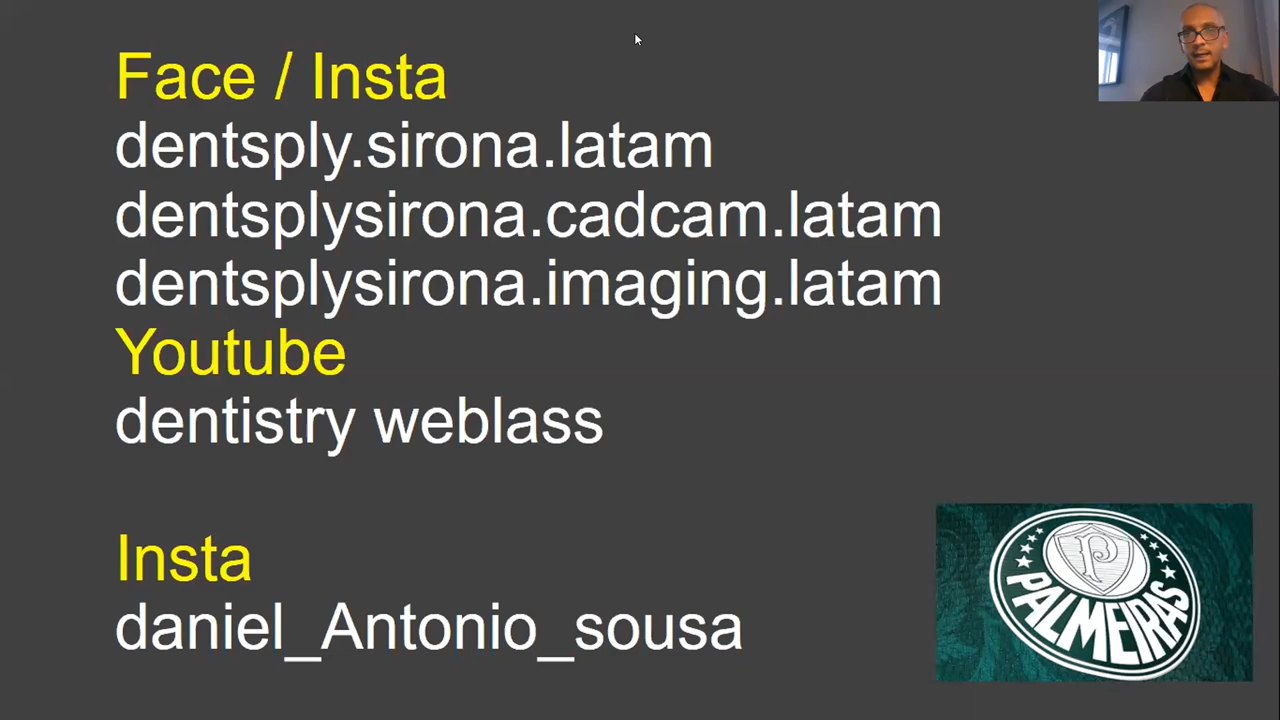 Face / Insta
dentsply.sirona.latam
dentsplysirona.cadcam.latam
dentsplysirona.imaging.latam
Youtube
dentistry weblass
Insta
daniel_Antonio_sousa
P
PALMEIRAS